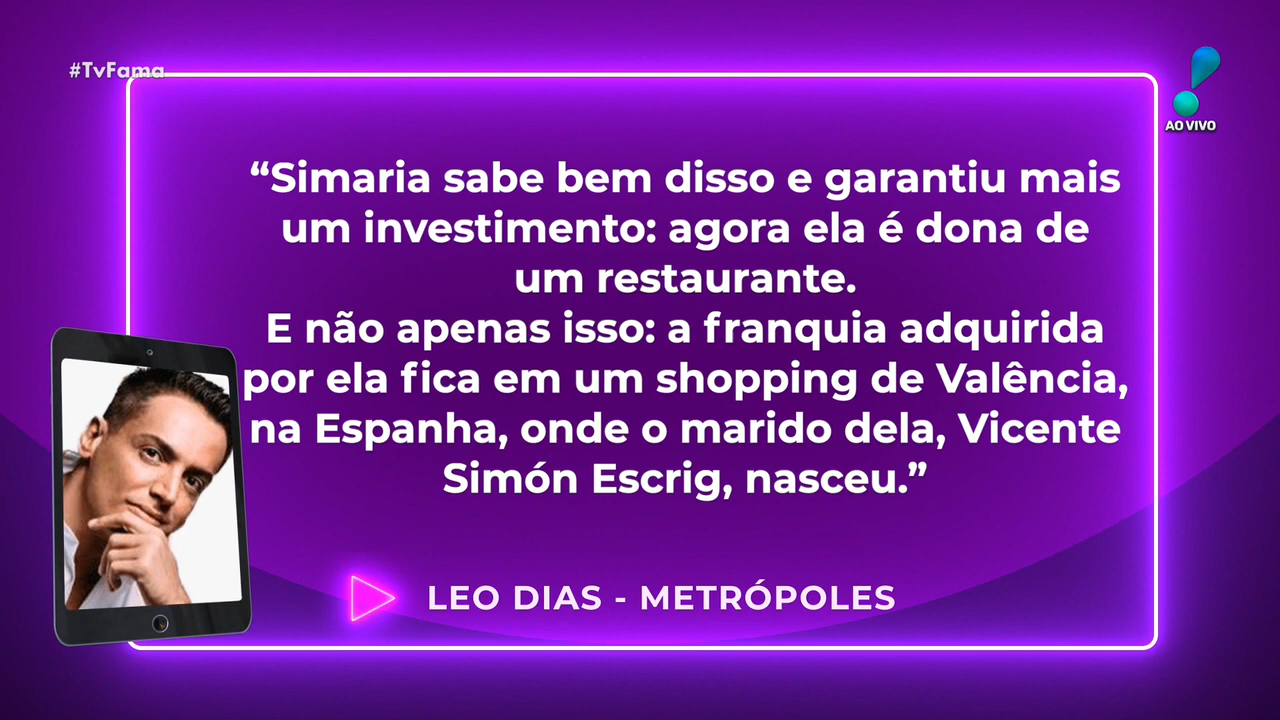 #TvFama
AO VIVO
“Simaria sabe bem disso e garantiu mais
um investimento: agora ela é dona de
um restaurante.
E não apenas isso: a franquia adquirida
por ela fica em um shopping de Valência,
na Espanha, onde o marido dela, Vicente
Simón Escrig, nasceu.”
LEO DIAS - METRÓPOLES